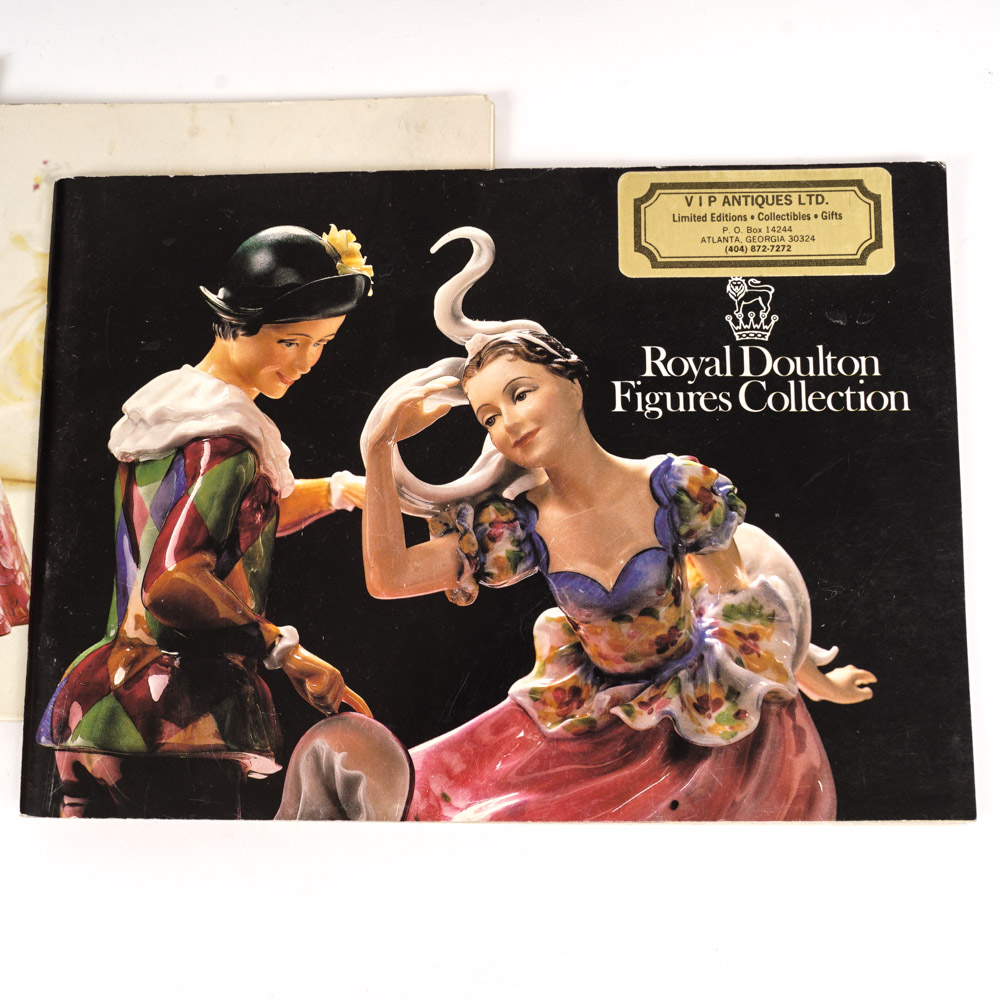 V I P ANTIQUES LTD.
Limited Editions • Collectibles • Gifts
P. O. Box 14244
ATLANTA, GEORGIA 30324
(404) 872-7272
Royal Doulton
Figures Collection